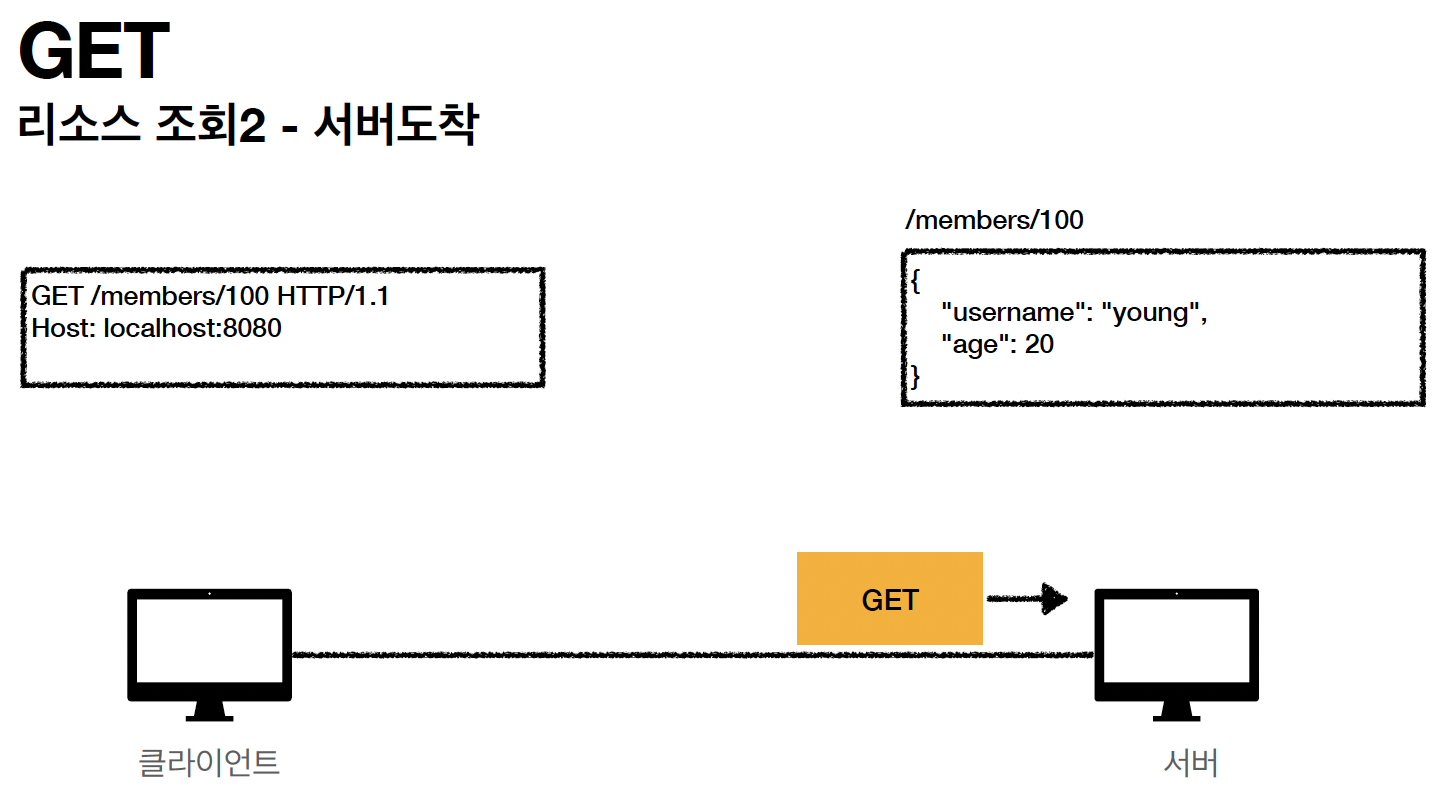 GET
리소스 조회2 - 서버도착
GET /members/100 HTTP/1.1
Host: localhost:8080
/members/100
{
"username": "young",
"age": 20
}
GET
클라이언트
서버